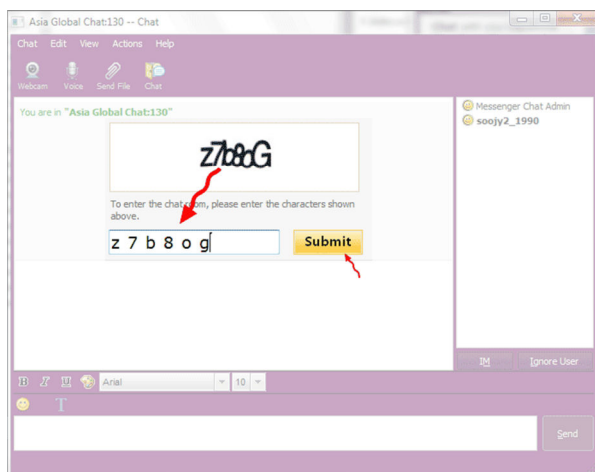 Asia Global Chat:130 -- Chat
Chat Edit View Actions Help
Webcam Voice Send File Chat
You are in "Asia Global Chat:130"
z7b8oG
To enter the chat room, please enter the characters shown
above.
z 7 b 8 o g
Submit
Messenger Chat Admin
soojy2_1990
IM Ignore User
B I U Arial 10
T
Send